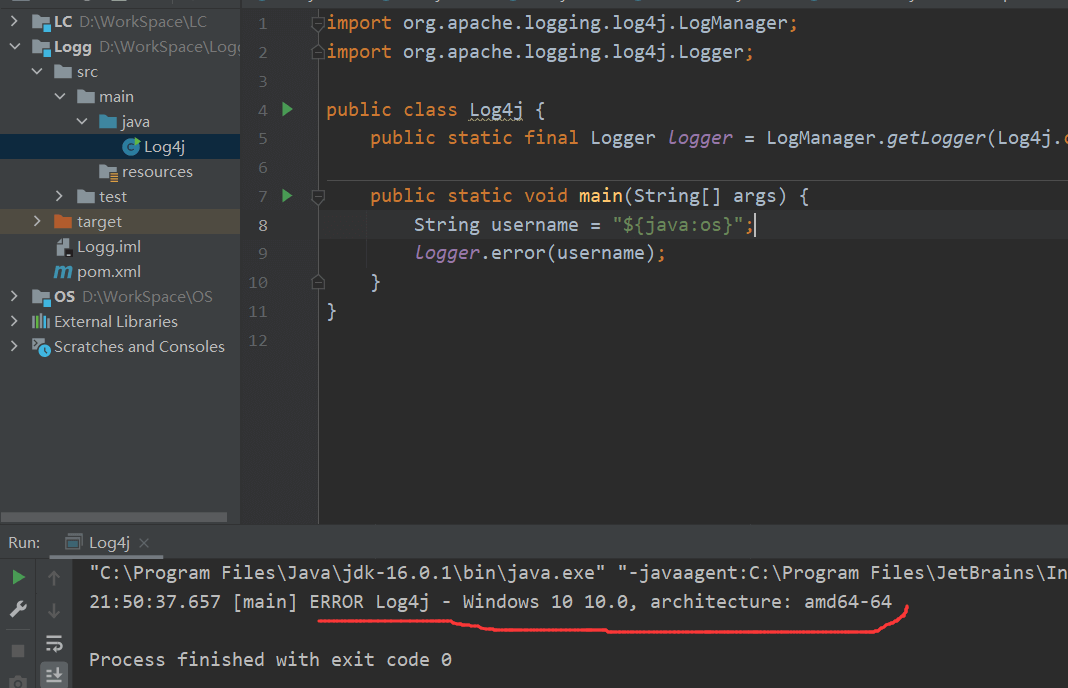 LC D:\WorkSpace\LC
Logg D:\WorkSpace\Logg
src
main
java
Log4j
resources
test
target
Logg.iml
pom.xml
OS D:\WorkSpace\OS
External Libraries
Scratches and Consoles
1 import org.apache.logging.log4j.LogManager;
2 import org.apache.logging.log4j.Logger;
3
4 public class Log4j {
5 public static final Logger logger = LogManager.getLogger(Log4j.
6
7 public static void main(String[] args) {
8 String username = "${java:os}";
9 logger.error(username);
10 }
11 }
12
Run: Log4j
"C:\Program Files\Java\jdk-16.0.1\bin\java.exe" "-javaagent:C:\Program Files\JetBrains\In
21:50:37.657 [main] ERROR Log4j - Windows 10 10.0, architecture: amd64-64
Process finished with exit code 0